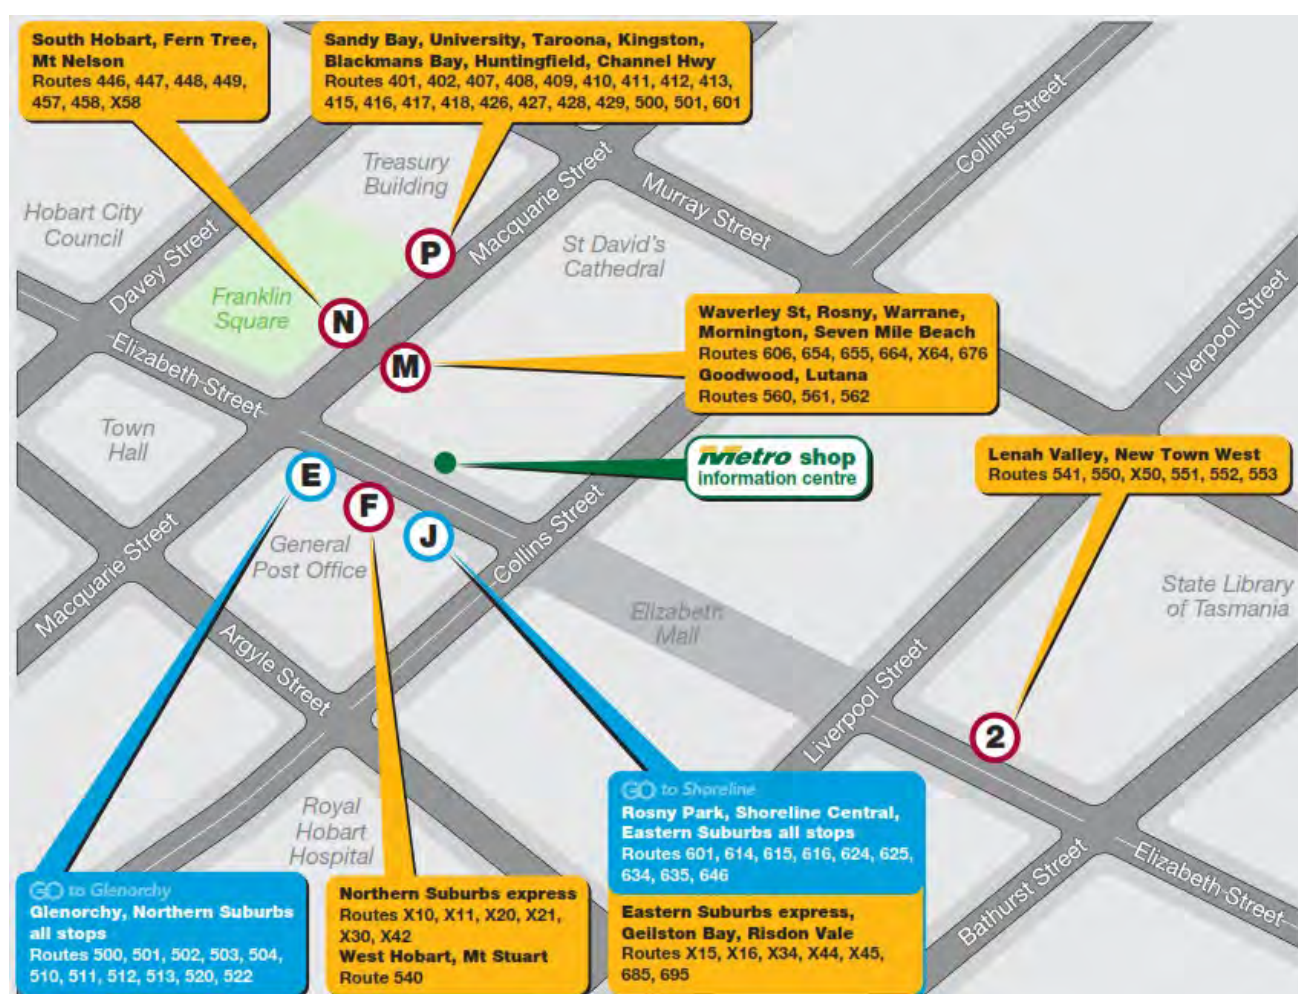 South Hobart, Fern Tree,
Mt Nelson
Routes 446, 447, 448, 449,
457, 458, X58
Sandy Bay, University, Taroona, Kingston,
Blackmans Bay, Huntingfield, Channel Hwy
Routes 401, 402, 407, 408, 409, 410, 411, 412, 413,
415, 416, 417, 418, 426, 427, 428, 429, 500, 501, 601
Collins Street
Treasury
Building
Macquarie Street
Murray Street
Hobart City
Council
Davey Street
P
St David's
Cathedral
Franklin
Square
N
Liverpool Street
Waverley St, Rosny, Warrane,
Mornington, Seven Mile Beach
Routes 606, 654, 655, 664, X64, 676
Goodwood, Lutana
Routes 560, 561, 562
M
Elizabeth Street
Town
Hall
Metro shop
information centre
Lenah Valley, New Town West
Routes 541, 550, X50, 551, 552, 553
E
F
J
General
Post Office
Collins Street
Macquarie Street
State Library
of Tasmania
Elizabeth
Mall
Argyle Street
Liverpool Street
2
Royal
Hobart
Hospital
GO to Shoreline
Rosny Park, Shoreline Central,
Eastern Suburbs all stops
Routes 601, 614, 615, 616, 624, 625,
634, 635, 646
Eastern Suburbs express,
Geilston Bay, Risdon Vale
Routes X15, X16, X34, X44, X45,
685, 695
Bathurst Street
Elizabeth Street
GO to Glenorchy
Glenorchy, Northern Suburbs
all stops
Routes 500, 501, 502, 503, 504,
510, 511, 512, 513, 520, 522
Northern Suburbs express
Routes X10, X11, X20, X21,
X30, X42
West Hobart, Mt Stuart
Route 540